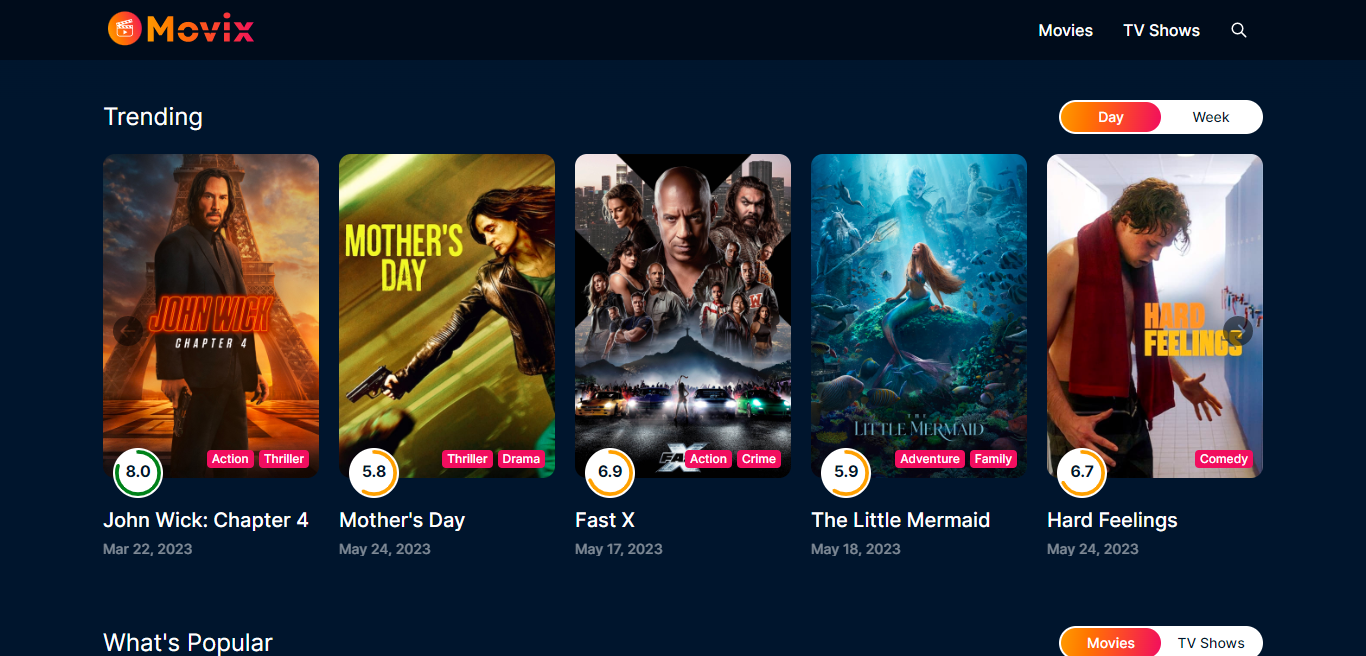 Movix
Movies
TV Shows
Trending
Day
Week
JOHN WICK
CHAPTER 4
8.0
Action
Thriller
John Wick: Chapter 4
Mar 22, 2023
MOTHER'S
DAY
5.8
Thriller
Drama
Mother's Day
May 24, 2023
W
6.9
Action
Crime
Fast X
May 17, 2023
THE
LITTLE MERMAID
5.9
Adventure
Family
The Little Mermaid
May 18, 2023
HARD
FEELINGS
6.7
Comedy
Hard Feelings
May 24, 2023
What's Popular
Movies
TV Shows